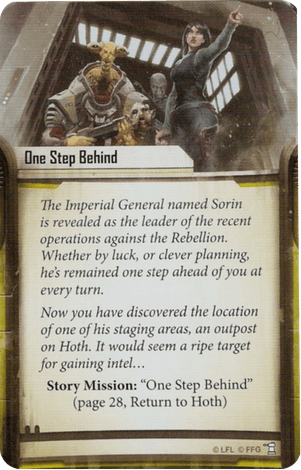 One Step Behind
The Imperial General named Sorin
is revealed as the leader of the recent
operations against the Rebellion.
Whether by luck, or clever planning,
he's remained one step ahead of you at
every turn.
Now you have discovered the location
of one of his staging areas, an outpost
on Hoth. It would seem a ripe target
for gaining intel…
Story Mission: “One Step Behind”
(page 28, Return to Hoth)
© LFL © FFG